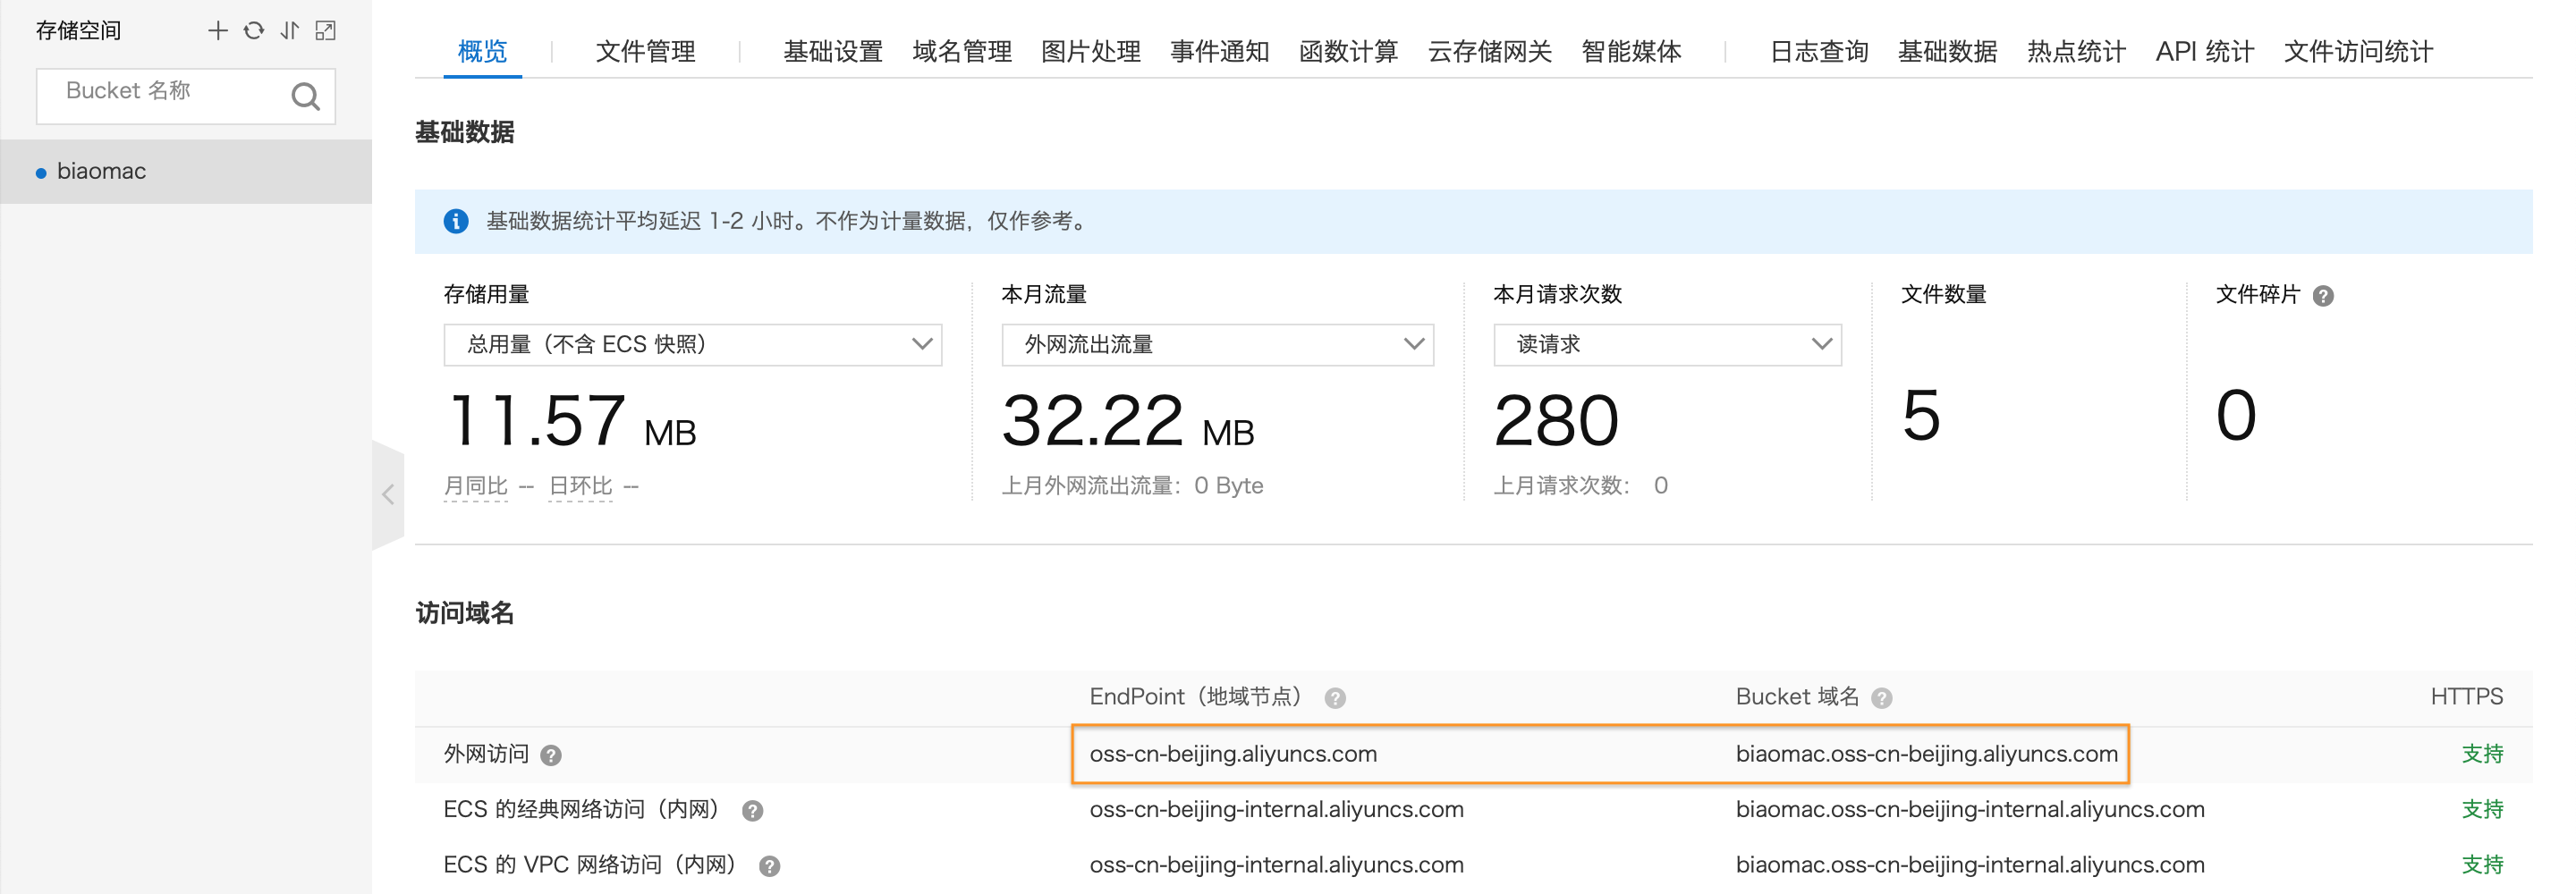 存储空间
Bucket 名称
biaomac
概览 文件管理 基础设置 域名管理 图片处理 事件通知 函数计算 云存储网关 智能媒体 日志查询 基础数据 热点统计 API 统计 文件访问统计
基础数据
基础数据统计平均延迟 1-2 小时。不作为计量数据，仅作参考。
存储用量 本月流量 本月请求次数 文件数量 文件碎片
总用量（不含 ECS 快照） 外网流出流量 读请求
11.57 MB 32.22 MB 280 5 0
月同比 -- 日环比 -- 上月外网流出流量：0 Byte 上月请求次数： 0
访问域名
EndPoint（地域节点） Bucket 域名 HTTPS
外网访问 oss-cn-beijing.aliyuncs.com biaomac.oss-cn-beijing.aliyuncs.com 支持
ECS 的经典网络访问（内网） oss-cn-beijing-internal.aliyuncs.com biaomac.oss-cn-beijing-internal.aliyuncs.com 支持
ECS 的 VPC 网络访问（内网） oss-cn-beijing-internal.aliyuncs.com biaomac.oss-cn-beijing-internal.aliyuncs.com 支持